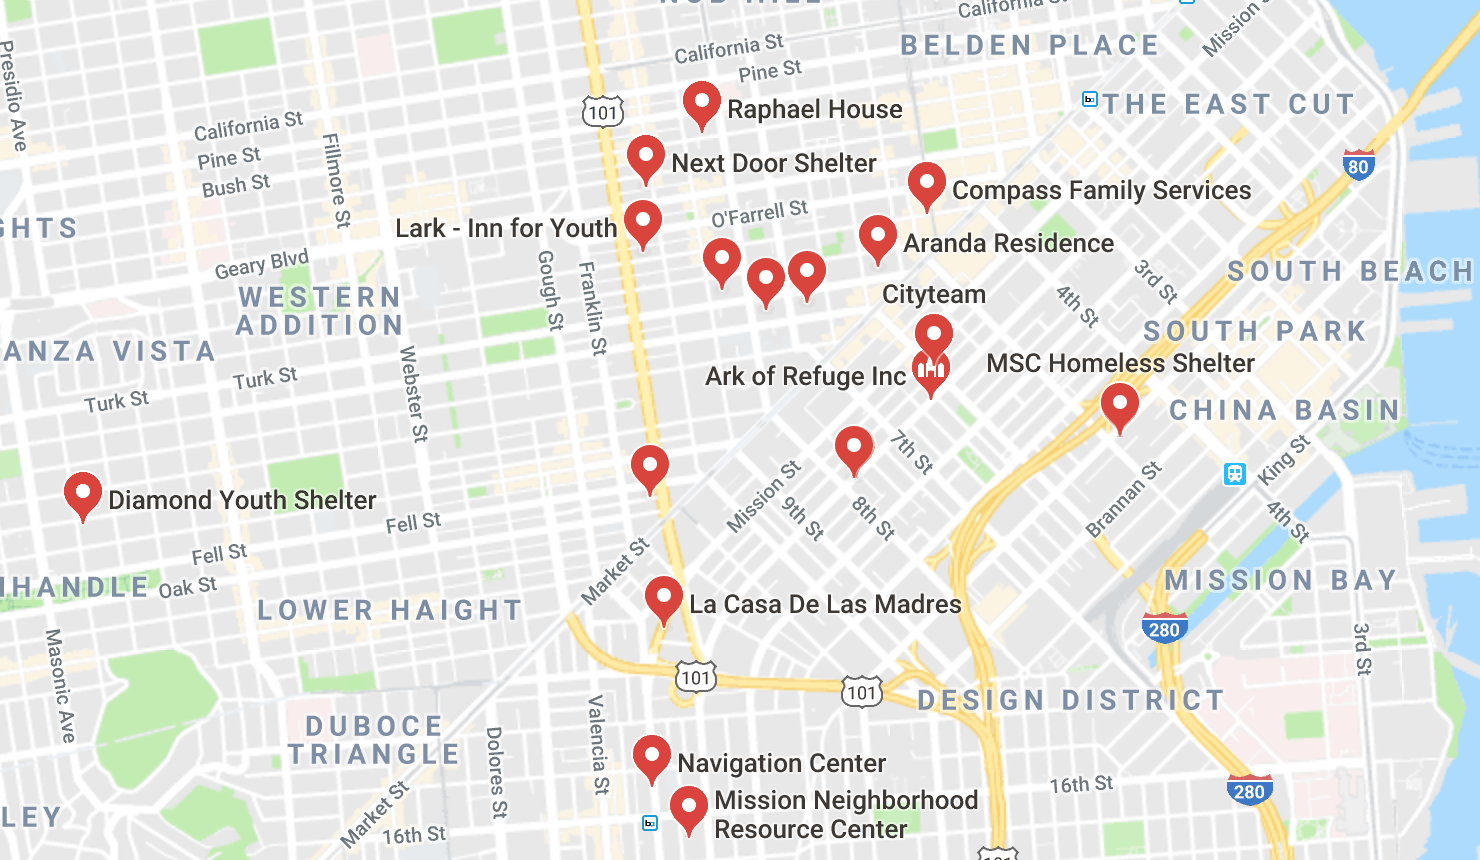 NOB HILL
California St
Mission S
BELDEN PLACE
California St
Pine St
Presidio Ave
101
Raphael House
THE EAST CUT
California St
Pine St
Bush St
Fillmore St
Next Door Shelter
80
Compass Family Services
O'Farrell St
GHTS
Lark - Inn for Youth
Aranda Residence
Geary Blvd
Gough St
Franklin St
3rd St
4th St
SOUTH BEACH
WESTERN
ADDITION
Cityteam
SOUTH PARK
ANZA VISTA
MSC Homeless Shelter
Turk St
Turk St
Webster St
Ark of Refuge Inc
CHINA BASIN
7th St
King St
Diamond Youth Shelter
Mission St
9th St
8th St
Brannan St
4th St
Fell St
Fell St
Market St
NHANDLE
Oak St
LOWER HAIGHT
La Casa De Las Madres
MISSION BAY
280
3rd St
Masonic Ave
101
101
DESIGN DISTRICT
Valencia St
DUBOCE
TRIANGLE
Dolores St
Navigation Center
16th St
280
Mission Neighborhood
Resource Center
LEY
Market St
16th St
101